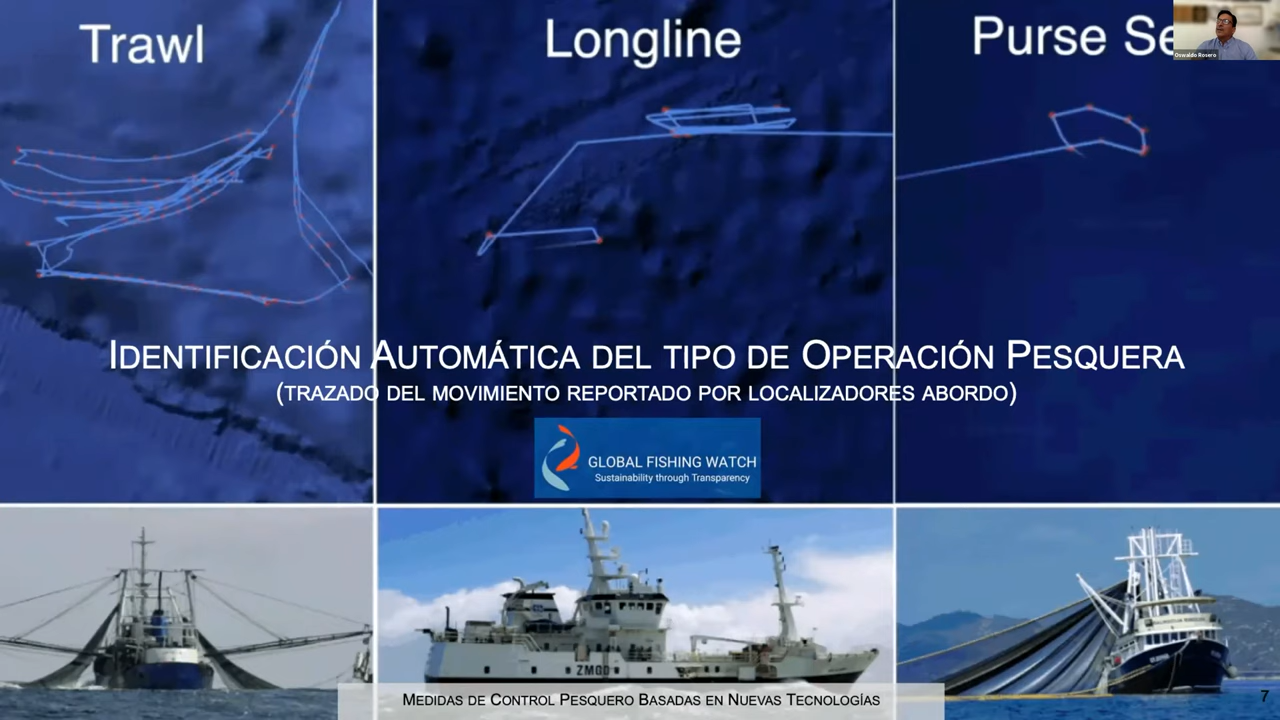 Trawl
Longline
Purse Se
Oswaldo Rosero
IDENTIFICACIÓN AUTOMÁTICA DEL TIPO DE OPERACIÓN PESQUERA
(TRAZADO DEL MOVIMIENTO REPORTADO POR LOCALIZADORES ABORDO)
GLOBAL FISHING WATCH
Sustainability through Transparency
MEDIDAS DE CONTROL PESQUERO BASADAS EN NUEVAS TECNOLOGÍAS
7